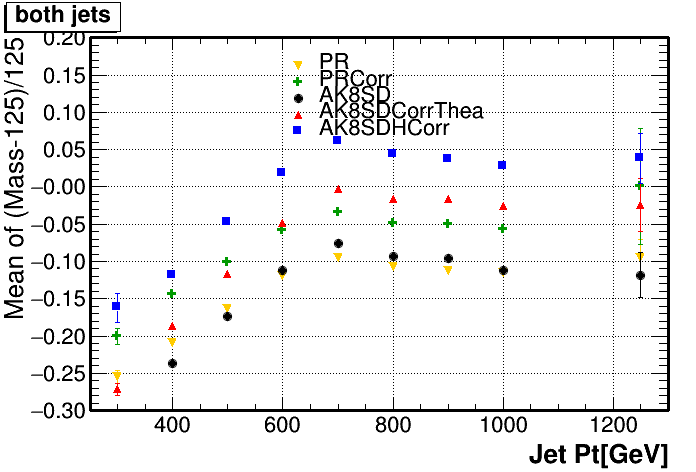 both jets
Mean of (Mass-125)/125
0.20
0.15
0.10
0.05
−0.00
−0.05
−0.10
−0.15
−0.20
−0.25
−0.30
PR
PRCorr
AK8SD
AK8SDCorrThea
AK8SDHCorr
400 600 800 1000 1200
Jet Pt[GeV]